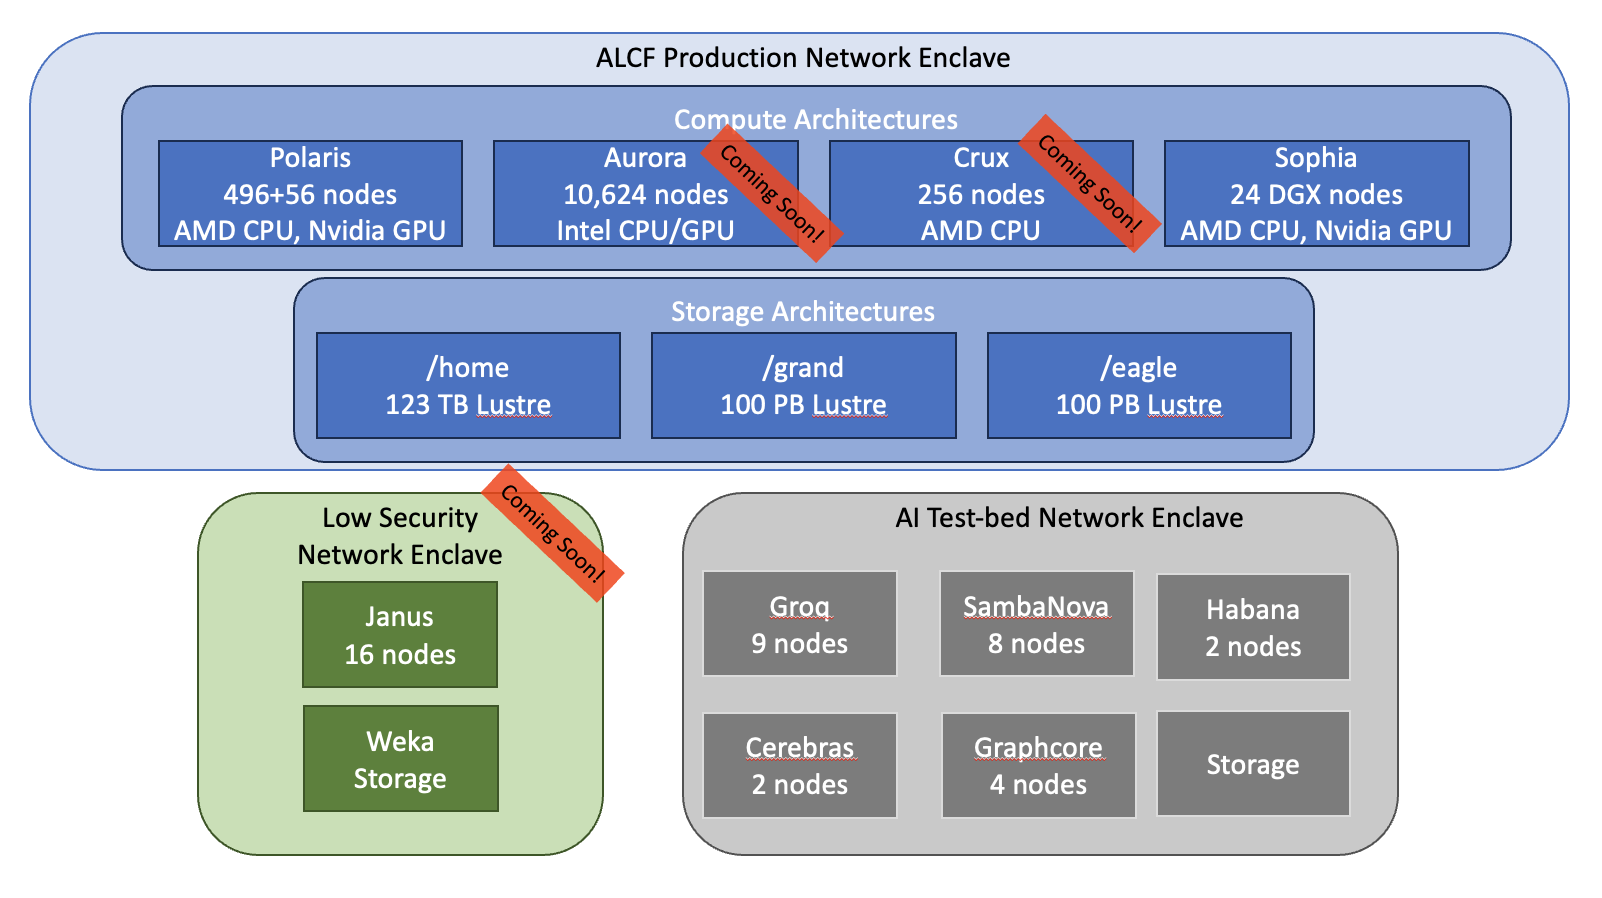 ALCF Production Network Enclave
Compute Architectures
Polaris
496+56 nodes
AMD CPU, Nvidia GPU
Aurora
10,624 nodes
Intel CPU/GPU
Coming Soon!
Crux
256 nodes
AMD CPU
Coming Soon!
Sophia
24 DGX nodes
AMD CPU, Nvidia GPU
Storage Architectures
/home
123 TB Lustre
/grand
100 PB Lustre
/eagle
100 PB Lustre
Low Security
Network Enclave
Coming Soon!
Janus
16 nodes
Weka
Storage
AI Test-bed Network Enclave
Groq
9 nodes
SambaNova
8 nodes
Habana
2 nodes
Cerebras
2 nodes
Graphcore
4 nodes
Storage